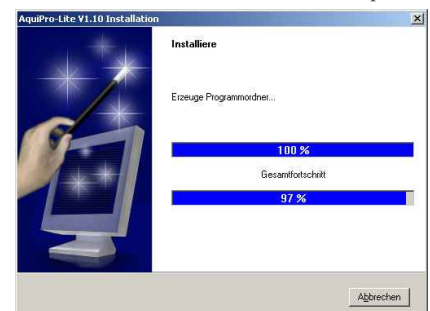 AquiPro-Lite V1.10 Installation
Installiere
Erzeuge Programmordner...
100 %
Gesamtfortschritt
97 %
Abbrechen